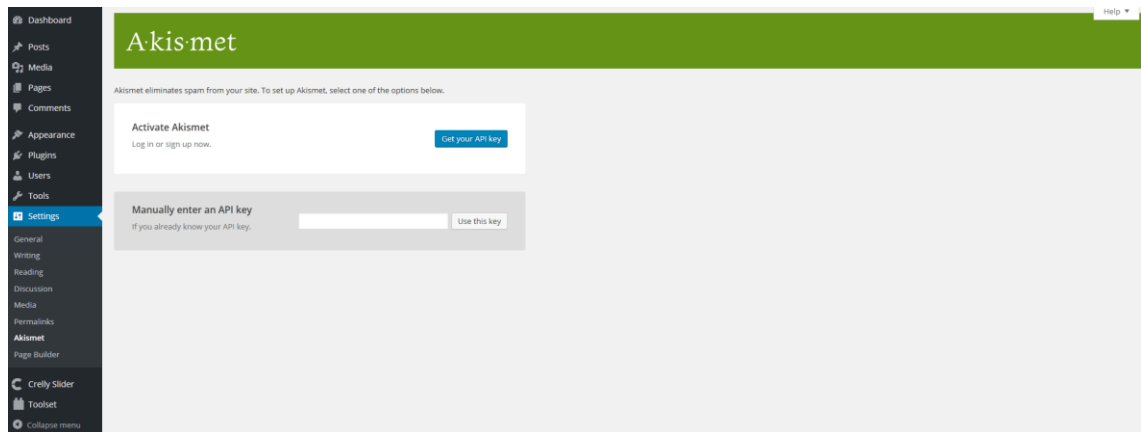 Dashboard
Posts
Media
Pages
Comments
Appearance
Plugins
Users
Tools
Settings
General
Writing
Reading
Discussion
Media
Permalinks
Akismet
Page Builder
Crelly Slider
Toolset
Collapse menu
Help ▼
A·kis·met
Akismet eliminates spam from your site. To set up Akismet, select one of the options below.
Activate Akismet
Log in or sign up now.
Get your API key
Manually enter an API key
If you already know your API key.
Use this key